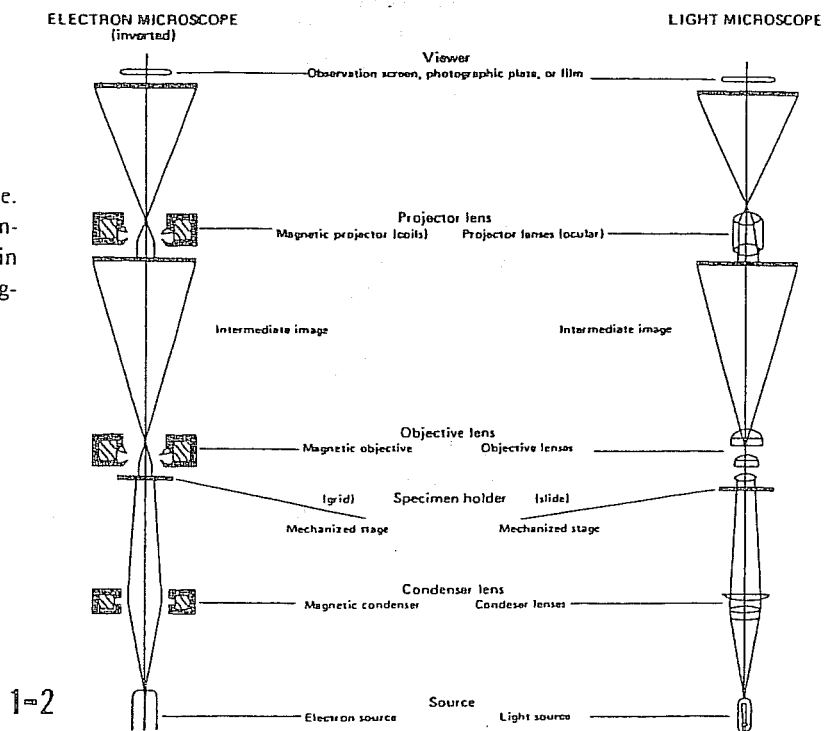 ELECTRON MICROSCOPE
(inverted)
LIGHT MICROSCOPE
Viewer
Observation screen, photographic plate, or film
e.
n-
in
g-
Projector lens
Magnetic projector (coils) Projector lenses (ocular)
Intermediate image Intermediate image
Objective lens
Magnetic objective Objective lenses
(grid) Specimen holder (slide)
Mechanized stage Mechanized stage
Condenser lens
Magnetic condenser Condeser lenses
1-2
Source
Electron source Light source